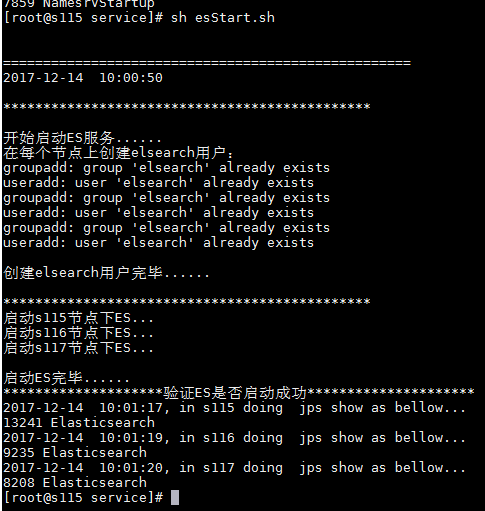 7859 NamesrvStartup
[root@s115 service]# sh esStart.sh
===================================================
2017-12-14  10:00:50
**********************************************
开始启动ES服务......
在每个节点上创建elsearch用户：
groupadd: group 'elsearch' already exists
useradd: user 'elsearch' already exists
groupadd: group 'elsearch' already exists
useradd: user 'elsearch' already exists
groupadd: group 'elsearch' already exists
useradd: user 'elsearch' already exists
创建elsearch用户完毕......
**********************************************
启动s115节点下ES...
启动s116节点下ES...
启动s117节点下ES...
启动ES完毕......
********************验证ES是否启动成功*********************
2017-12-14  10:01:17, in s115 doing  jps show as bellow...
13241 Elasticsearch
2017-12-14  10:01:19, in s116 doing  jps show as bellow...
9235 Elasticsearch
2017-12-14  10:01:20, in s117 doing  jps show as bellow...
8208 Elasticsearch
[root@s115 service]#